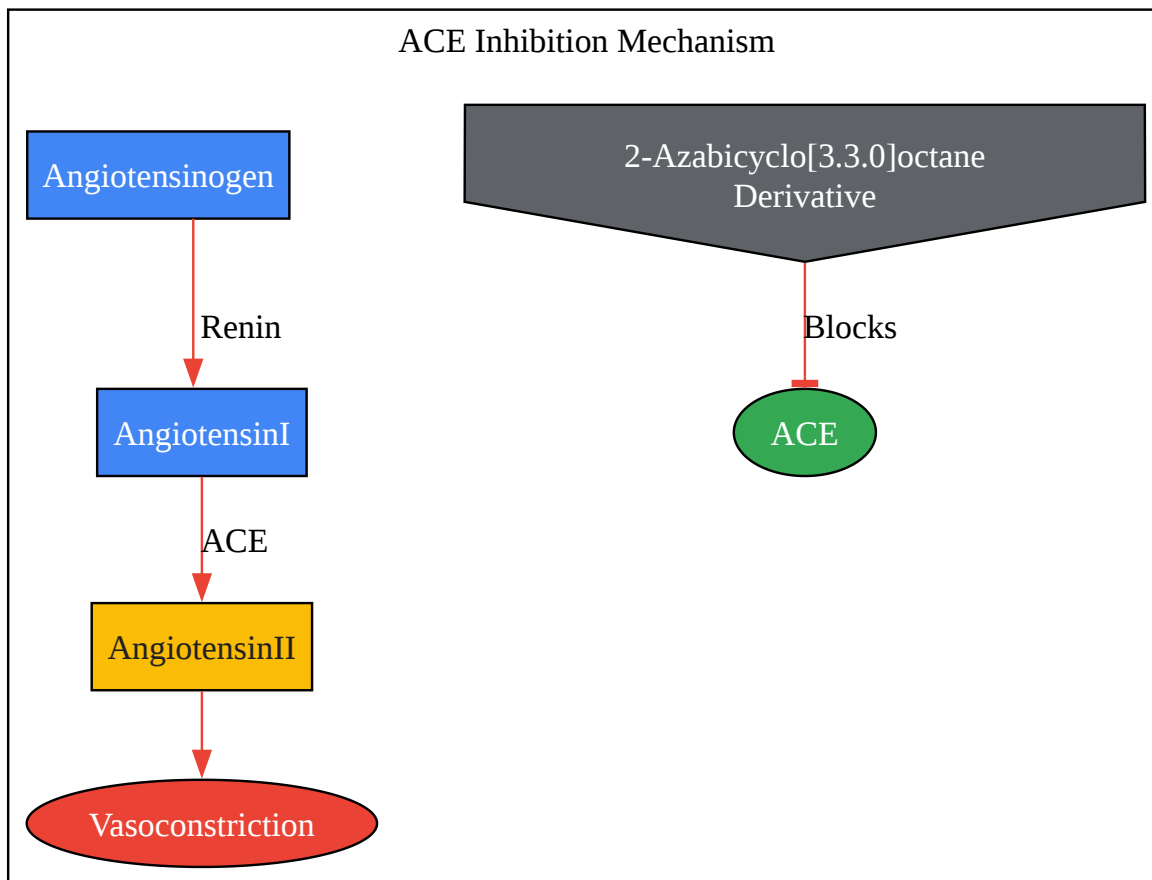 ACE Inhibition Mechanism
Angiotensinogen
Renin
AngiotensinI
ACE
AngiotensinII
Vasoconstriction
2-Azabicyclo[3.3.0]octane
Derivative
Blocks
ACE